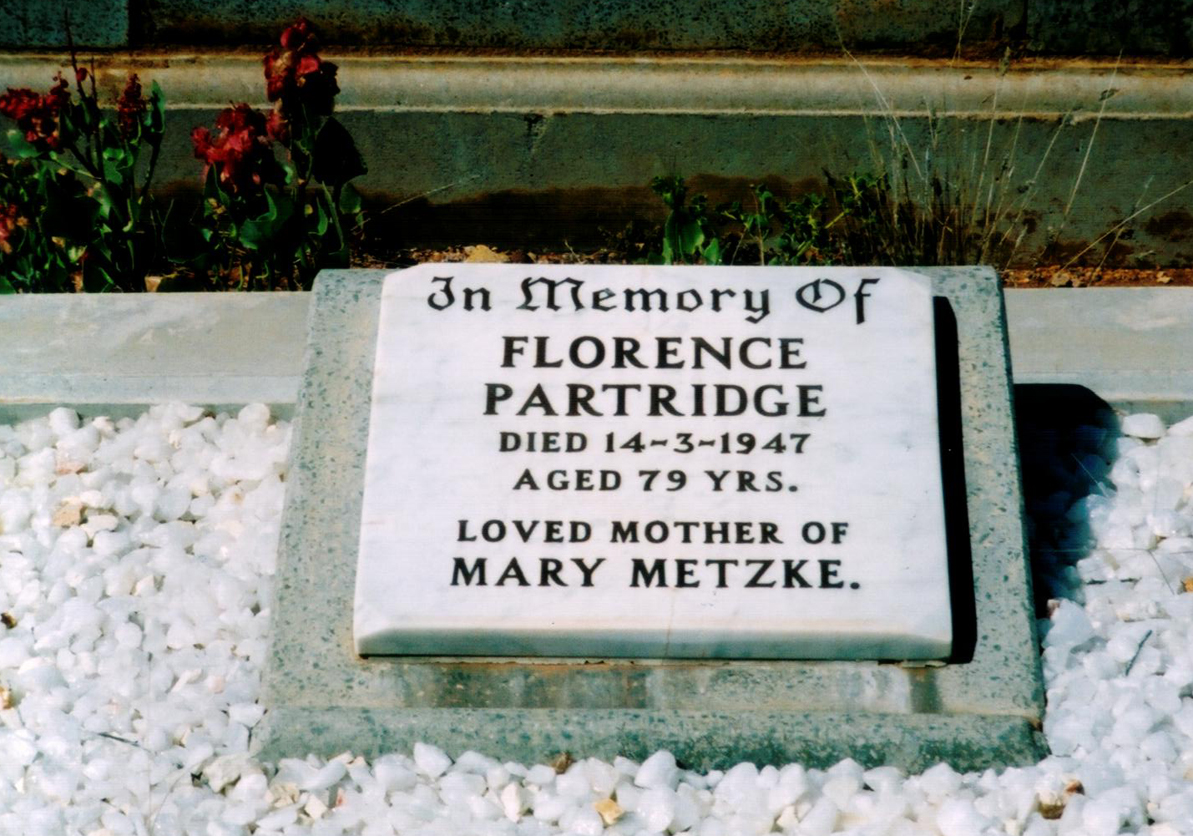 In Memory Of
FLORENCE
PARTRIDGE
DIED 14-3-1947
AGED 79 YRS.
LOVED MOTHER OF
MARY METZKE.